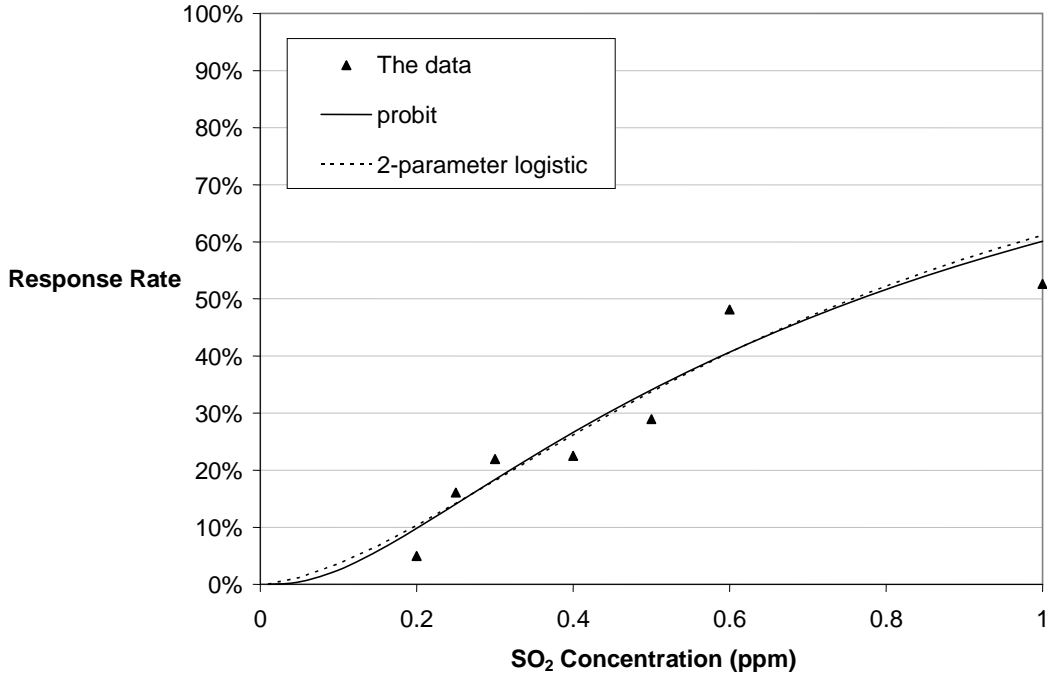 100%
90%
80%
70%
60%
50%
40%
30%
20%
10%
0%
The data
probit
2-parameter logistic
Response Rate
0 0.2 0.4 0.6 0.8 1
SO₂ Concentration (ppm)